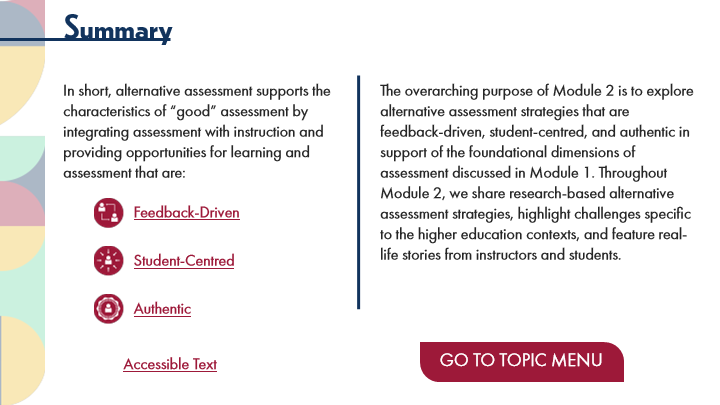 Summary
In short, alternative assessment supports the
characteristics of “good” assessment by
integrating assessment with instruction and
providing opportunities for learning and
assessment that are:
Feedback-Driven
Student-Centred
Authentic
Accessible Text
The overarching purpose of Module 2 is to explore
alternative assessment strategies that are
feedback-driven, student-centred, and authentic in
support of the foundational dimensions of
assessment discussed in Module 1. Throughout
Module 2, we share research-based alternative
assessment strategies, highlight challenges specific
to the higher education contexts, and feature real-
life stories from instructors and students.
GO TO TOPIC MENU